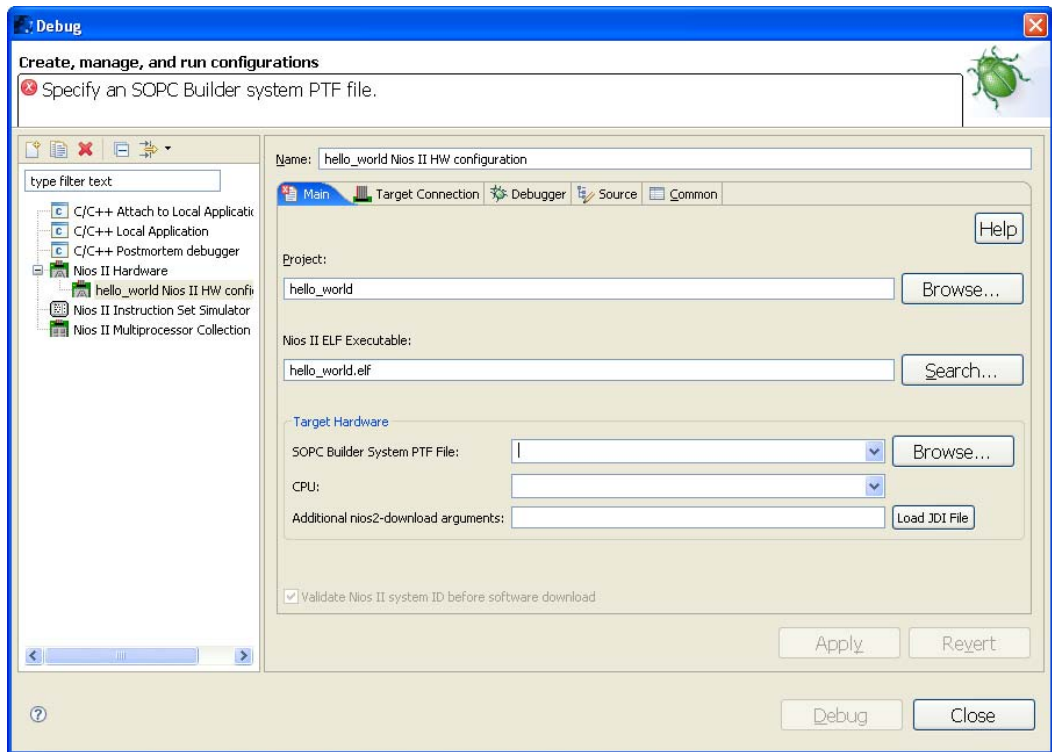 Debug
Create, manage, and run configurations
Specify an SOPC Builder system PTF file.
type filter text
C/C++ Attach to Local Applicatic
C/C++ Local Application
C/C++ Postmortem debugger
Nios II Hardware
hello_world Nios II HW confi
Nios II Instruction Set Simulator
Nios II Multiprocessor Collection
Name: hello_world Nios II HW configuration
Main Target Connection Debugger Source Common
Help
Project:
hello_world Browse...
Nios II ELF Executable:
hello_world.elf Search...
Target Hardware
SOPC Builder System PTF File: Browse...
CPU:
Additional nios2-download arguments: Load JDI File
Validate Nios II system ID before software download
Apply Revert
Debug Close